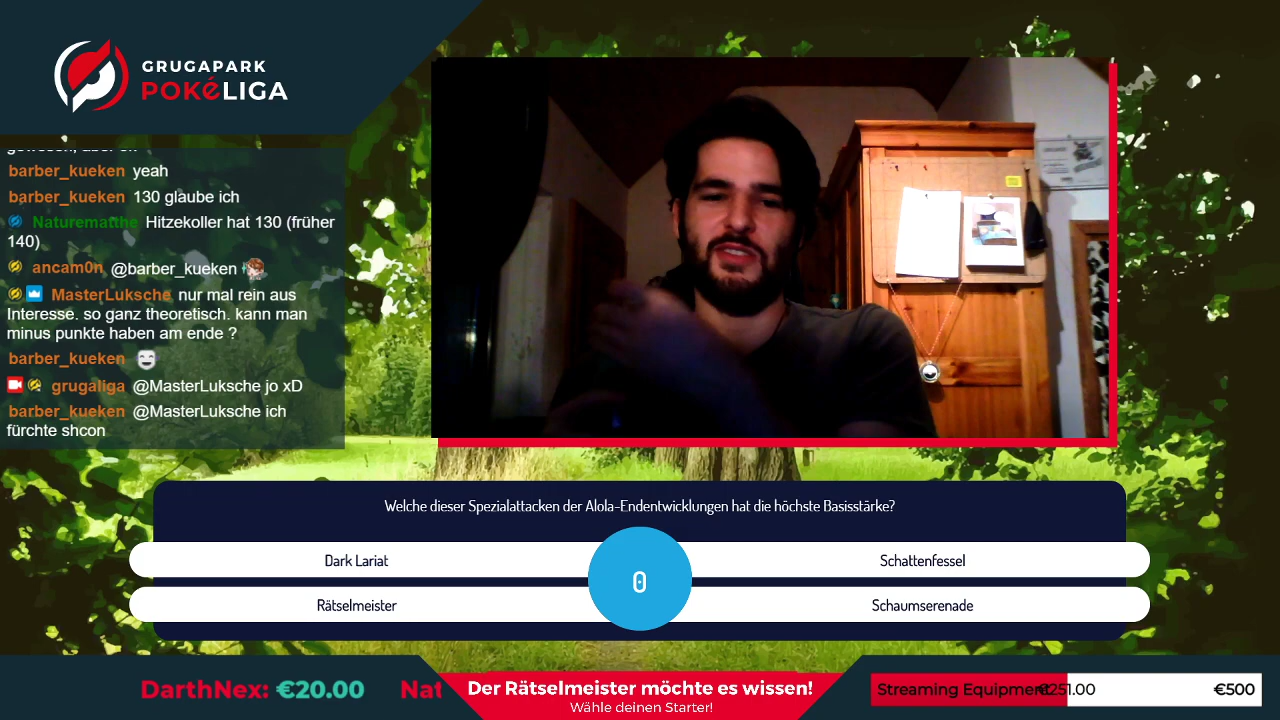 GRUGAPARK
POKéLIGA
barber_kueken yeah
barber_kueken 130 glaube ich
Naturematthe Hitzekoller hat 130 (früher
140)
ancam0n @barber_kueken
MasterLuksche nur mal rein aus
Interesse. so ganz theoretisch. kann man
minus punkte haben am ende ?
barber_kueken
grugaliga @MasterLuksche jo xD
barber_kueken @MasterLuksche ich
fürchte shcon
Welche dieser Spezialattacken der Alola-Endentwicklungen hat die höchste Basisstärke?
Dark Lariat
Schattenfessel
0
Rätselmeister
Schaumserenade
DarthNex: €20.00 Nat
Der Rätselmeister möchte es wissen!
Wähle deinen Starter!
Streaming Equipment €251.00 €500